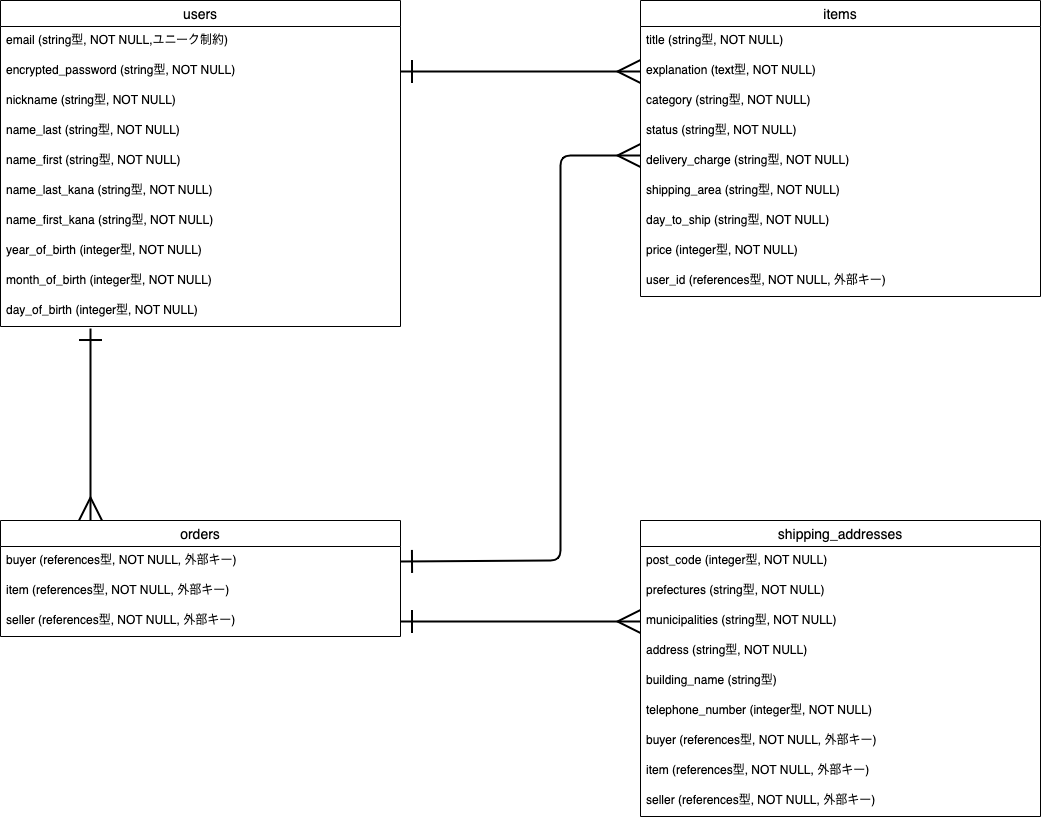 users
email (string型, NOT NULL,ユニーク制約)
encrypted_password (string型, NOT NULL)
nickname (string型, NOT NULL)
name_last (string型, NOT NULL)
name_first (string型, NOT NULL)
name_last_kana (string型, NOT NULL)
name_first_kana (string型, NOT NULL)
year_of_birth (integer型, NOT NULL)
month_of_birth (integer型, NOT NULL)
day_of_birth (integer型, NOT NULL)
items
title (string型, NOT NULL)
explanation (text型, NOT NULL)
category (string型, NOT NULL)
status (string型, NOT NULL)
delivery_charge (string型, NOT NULL)
shipping_area (string型, NOT NULL)
day_to_ship (string型, NOT NULL)
price (integer型, NOT NULL)
user_id (references型, NOT NULL, 外部キー)
orders
buyer (references型, NOT NULL, 外部キー)
item (references型, NOT NULL, 外部キー)
seller (references型, NOT NULL, 外部キー)
shipping_addresses
post_code (integer型, NOT NULL)
prefectures (string型, NOT NULL)
municipalities (string型, NOT NULL)
address (string型, NOT NULL)
building_name (string型)
telephone_number (integer型, NOT NULL)
buyer (references型, NOT NULL, 外部キー)
item (references型, NOT NULL, 外部キー)
seller (references型, NOT NULL, 外部キー)